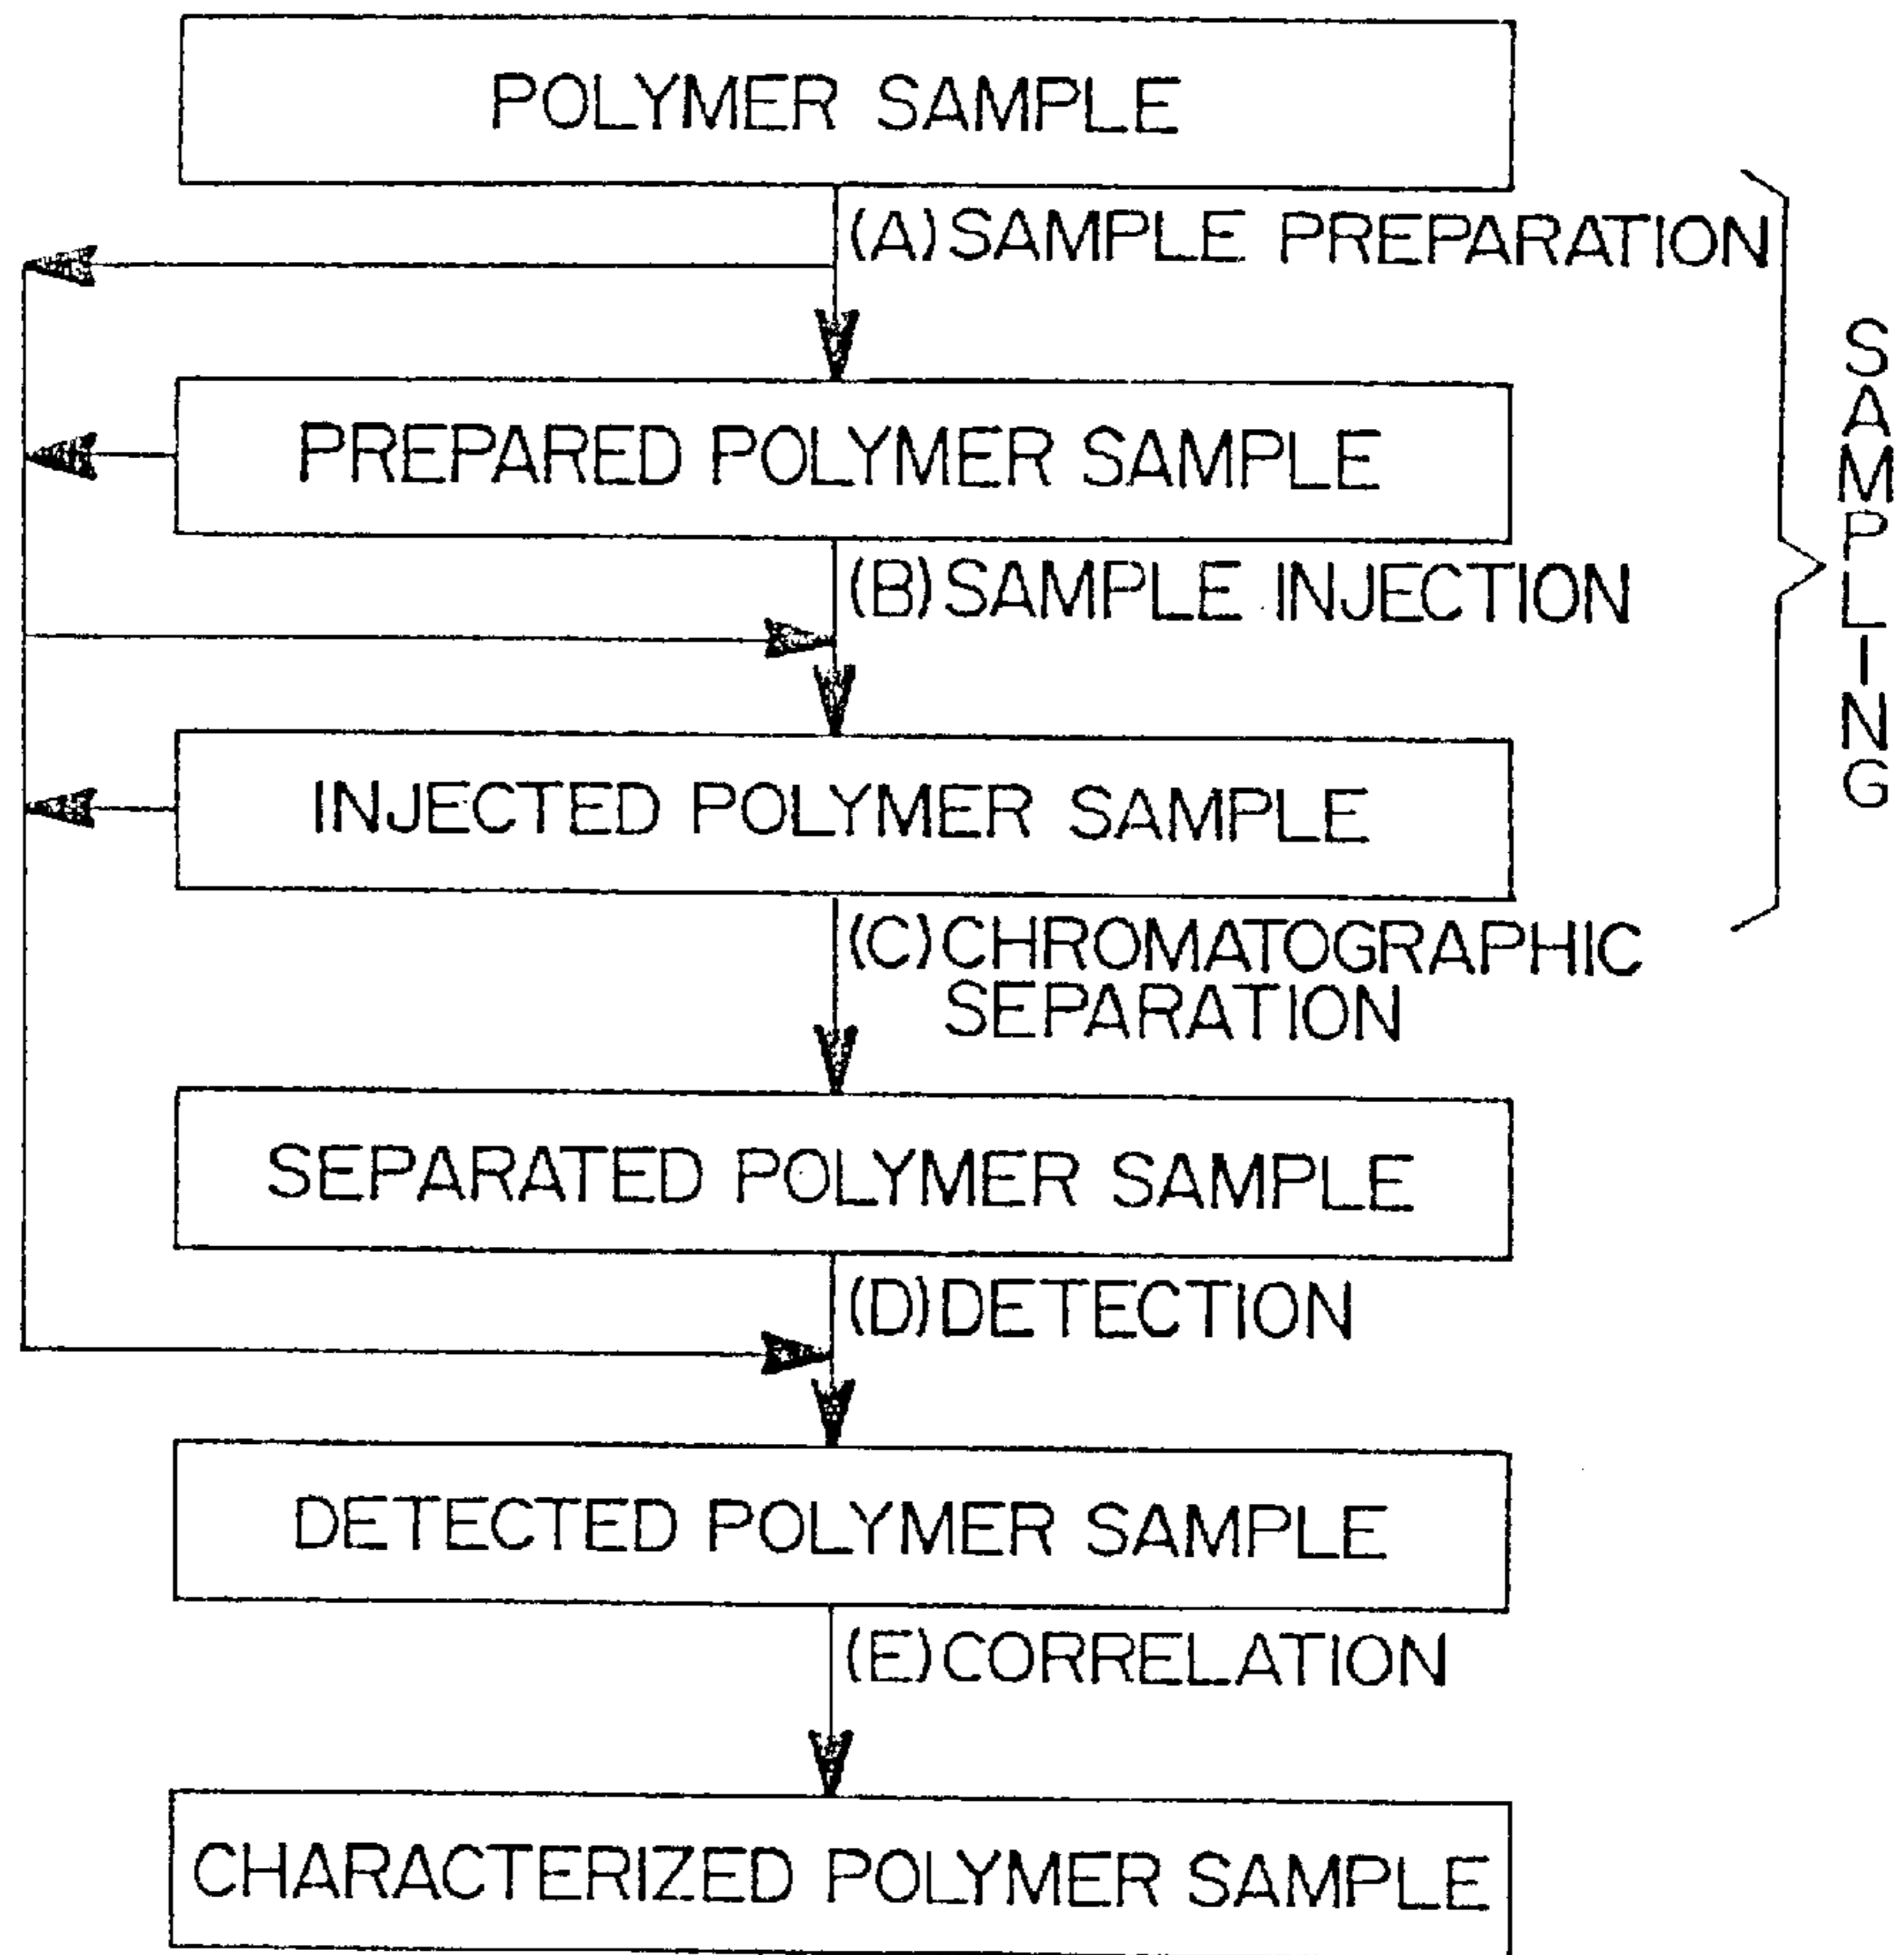 POLYMER SAMPLE
(A) SAMPLE PREPARATION
PREPARED POLYMER SAMPLE
(B) SAMPLE INJECTION
INJECTED POLYMER SAMPLE
(C) CHROMATOGRAPHIC
SEPARATION
SEPARATED POLYMER SAMPLE
(D) DETECTION
DETECTED POLYMER SAMPLE
(E) CORRELATION
CHARACTERIZED POLYMER SAMPLE
SAMPLING